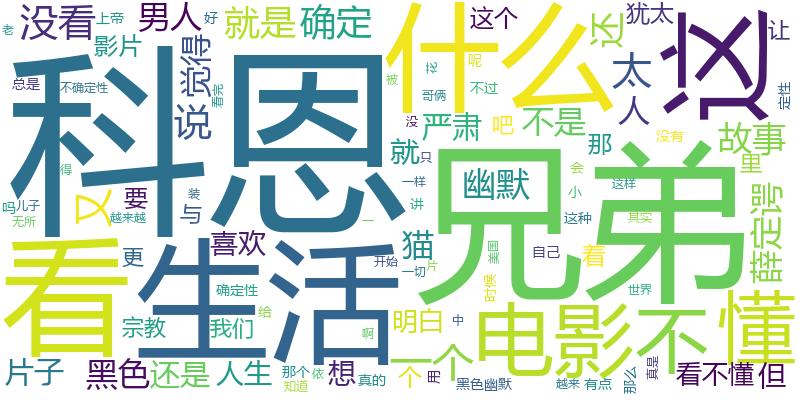 老 上帝 好 没看 男人 就是 确定 这个 犹太 让
影片 还
科恩 什么 这
总是 不确定性 看完 说 觉得 被 花 呢 不过 哥俩 太 人 定性
没 严肃 吧 不是 那 没有 故事
得 就 只 兄弟 里
吗 儿子 又 要 装 与 一样 幽默 会 小 这样
无所 越来越 一 讲 这种 其实 薛定谔
看 生活 更 喜欢 猫 美国 自己 着
开始 一切 片 时候 世界
确定性 给
宗教 我们 啊 明白 中 电影 不 懂
片子 黑色 还是 人生 那个 依 想 真的 一个 个 用 黑色幽默 越来 有点 那么 真是 看不懂 但
知道